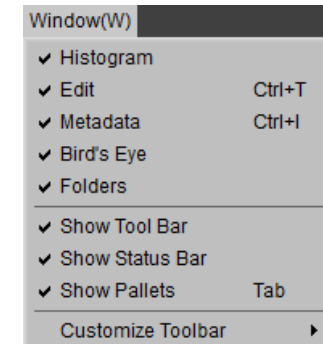 Window(W)
Histogram
Edit Ctrl+T
Metadata Ctrl+I
Bird's Eye
Folders
Show Tool Bar
Show Status Bar
Show Pallets Tab
Customize Toolbar